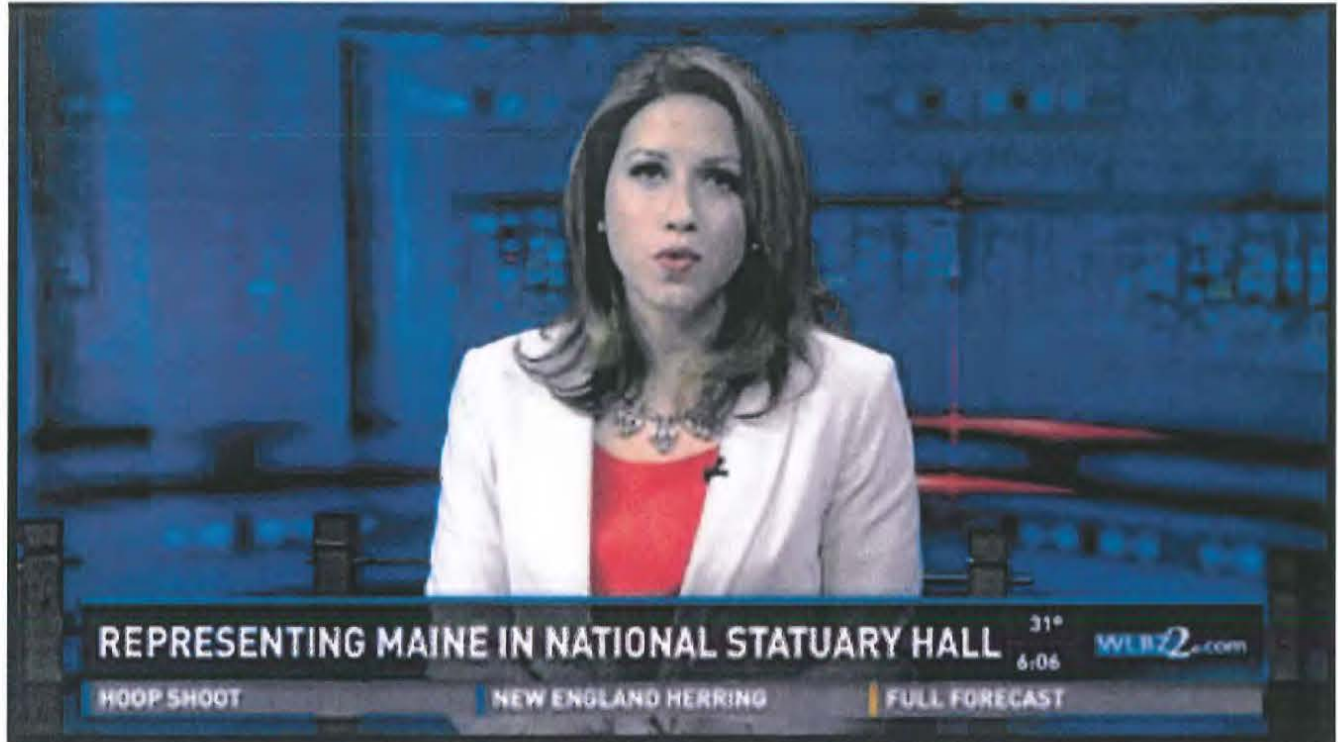 REPRESENTING MAINE IN NATIONAL STATUARY HALL
31°
6:06
WLBZ2.com
HOOP SHOOT
NEW ENGLAND HERRING
FULL FORECAST